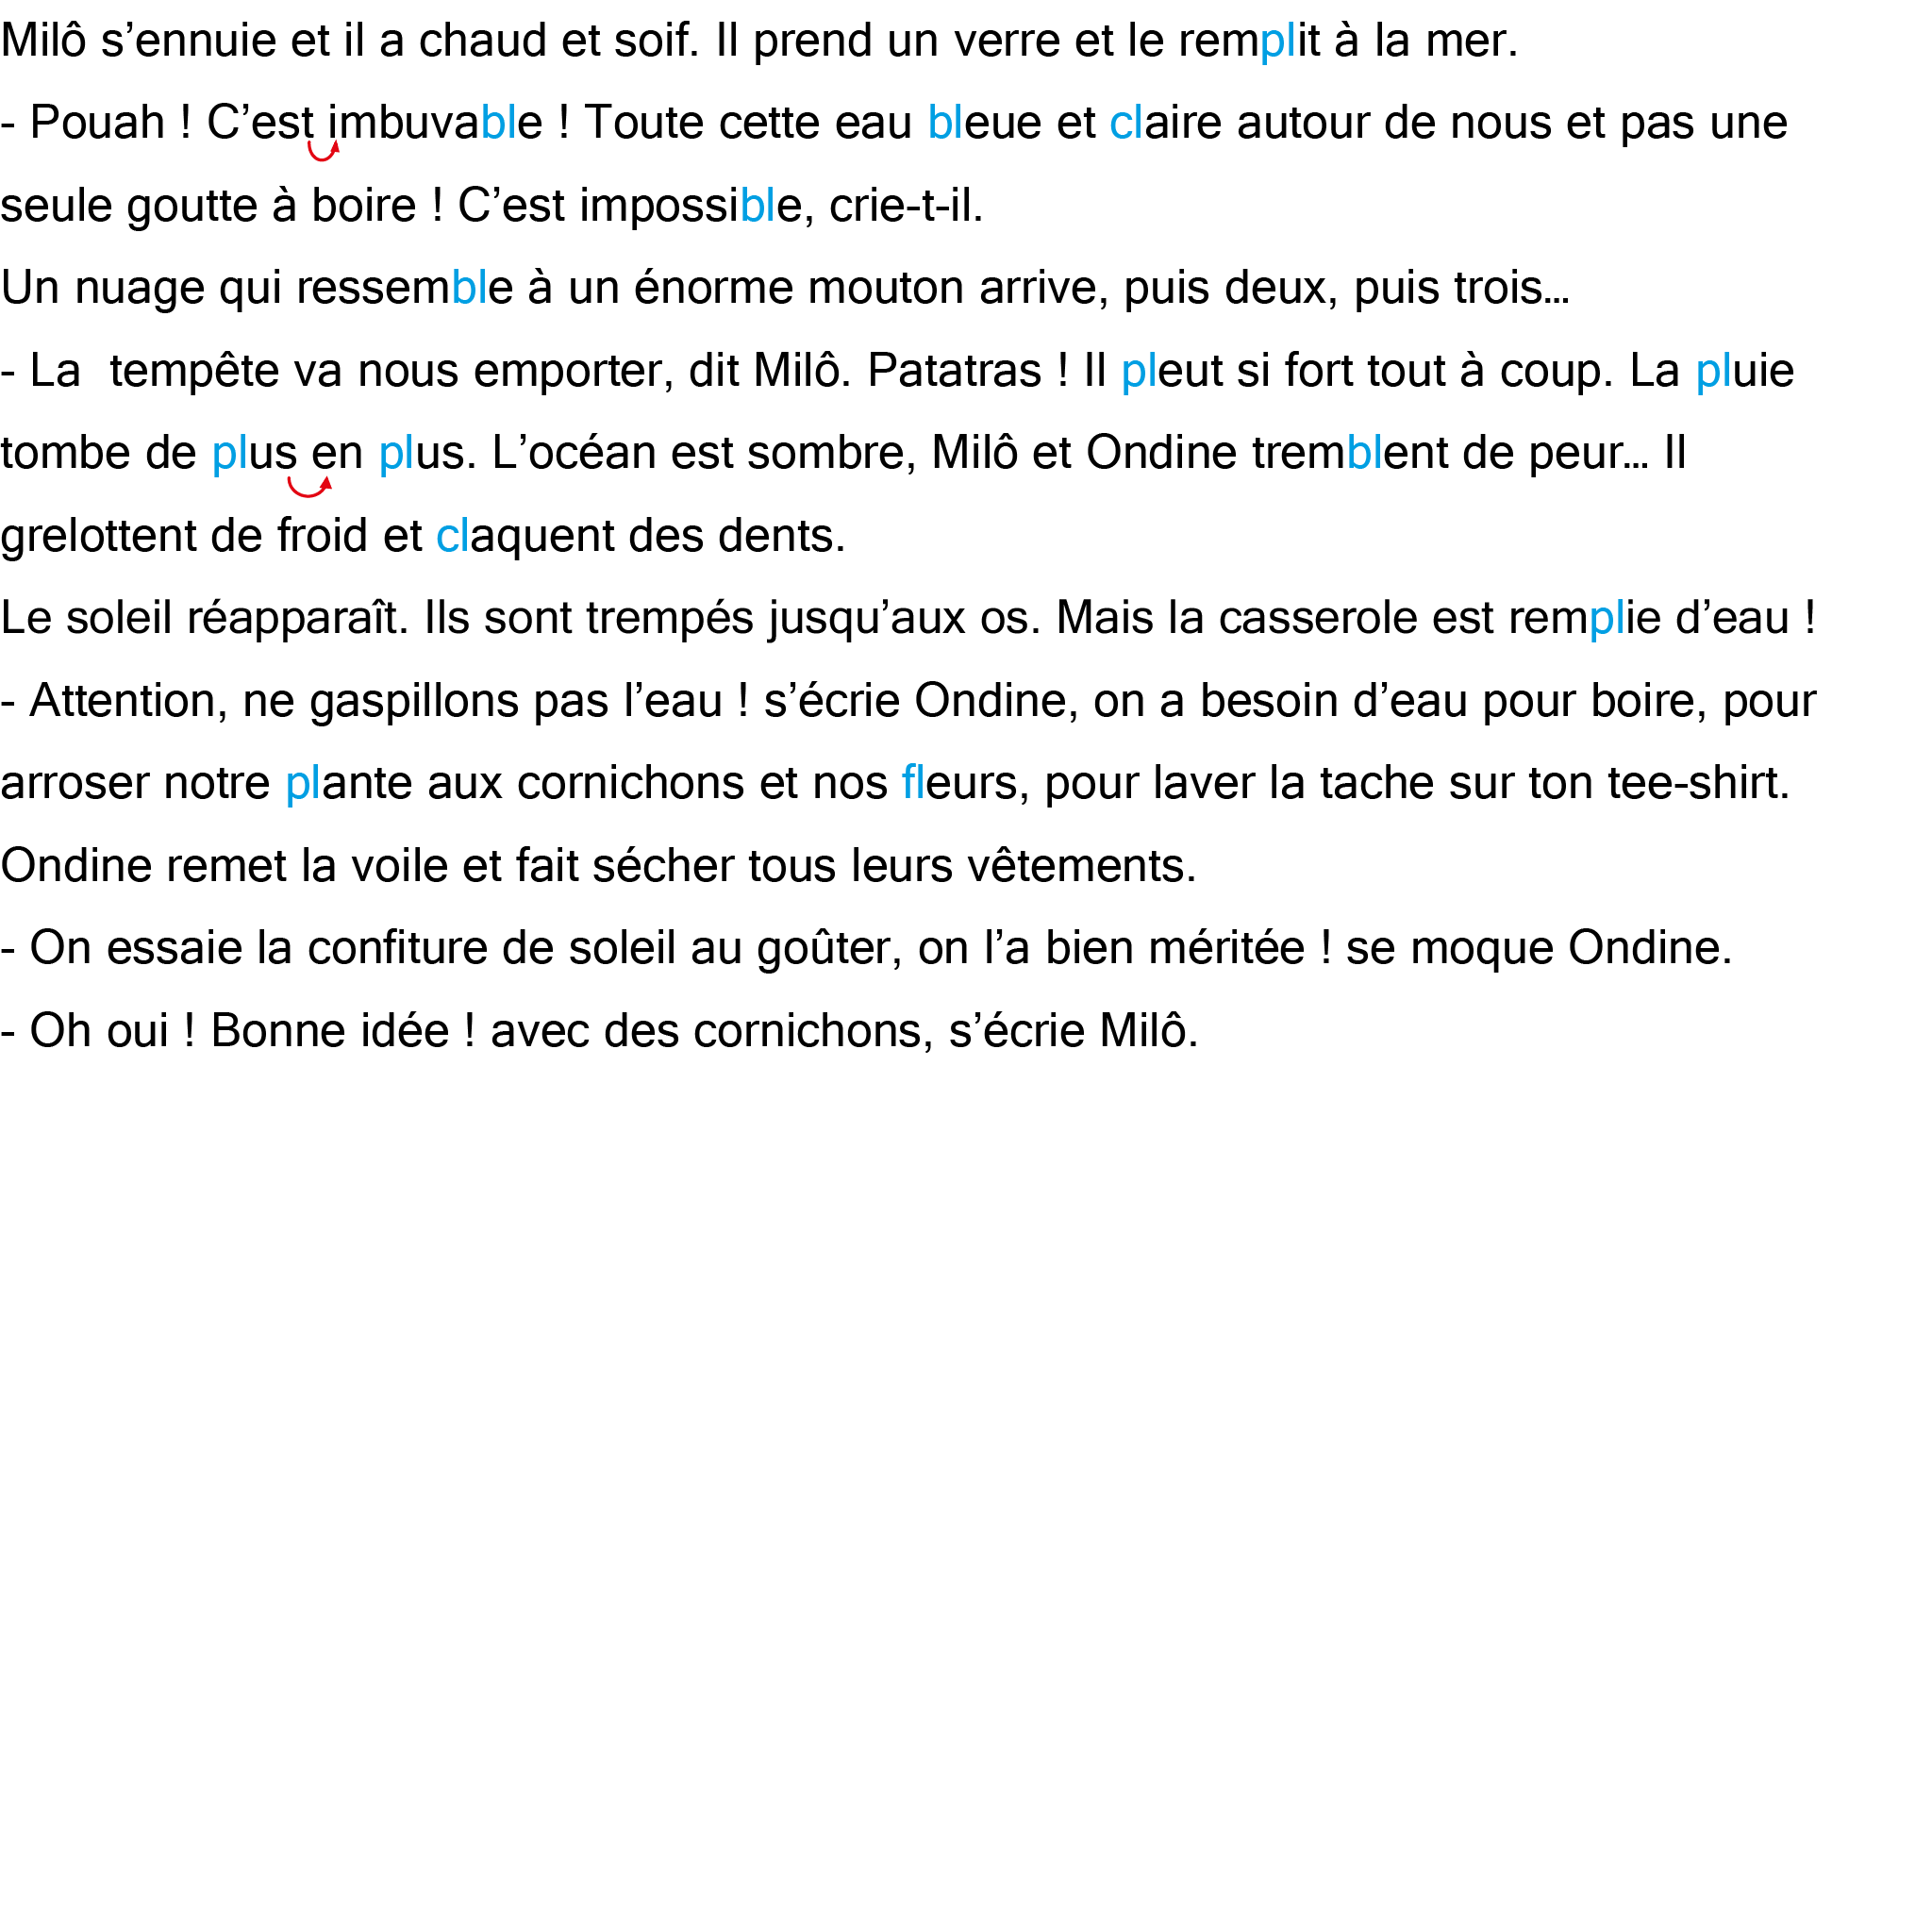 Milô s’ennuie et il a chaud et soif. Il prend un verre et le remplit à la mer.
- Pouah ! C’est imbuvable ! Toute cette eau bleue et claire autour de nous et pas une
seule goutte à boire ! C’est impossible, crie-t-il.
Un nuage qui ressemble à un énorme mouton arrive, puis deux, puis trois…
- La  tempête va nous emporter, dit Milô. Patatras ! Il pleut si fort tout à coup. La pluie
tombe de plus en plus. L’océan est sombre, Milô et Ondine tremblent de peur… Il
grelottent de froid et claquent des dents.
Le soleil réapparaît. Ils sont trempés jusqu’aux os. Mais la casserole est remplie d’eau !
- Attention, ne gaspillons pas l’eau ! s’écrie Ondine, on a besoin d’eau pour boire, pour
arroser notre plante aux cornichons et nos fleurs, pour laver la tache sur ton tee-shirt.
Ondine remet la voile et fait sécher tous leurs vêtements.
- On essaie la confiture de soleil au goûter, on l’a bien méritée ! se moque Ondine.
- Oh oui ! Bonne idée ! avec des cornichons, s’écrie Milô.